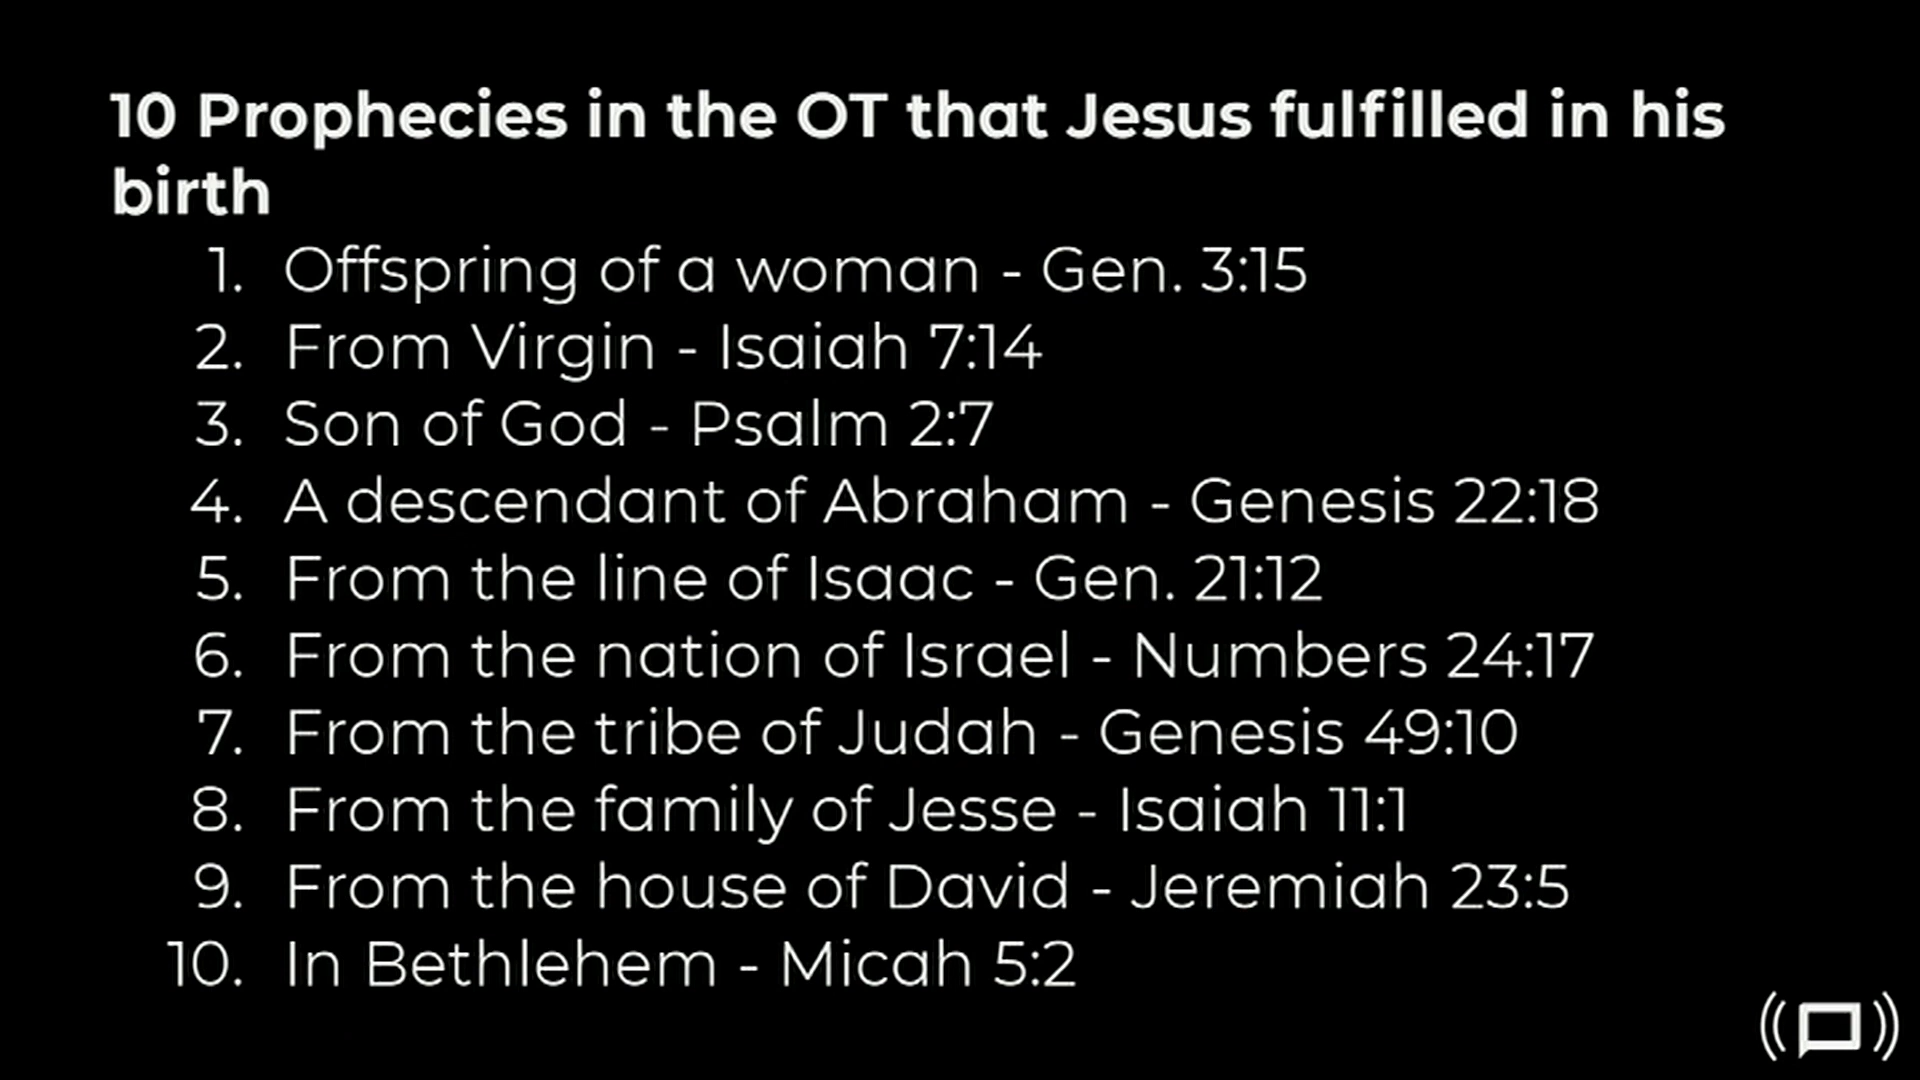 10 Prophecies in the OT that Jesus fulfilled in his
birth
1. Offspring of a woman - Gen. 3:15
2. From Virgin - Isaiah 7:14
3. Son of God - Psalm 2:7
4. A descendant of Abraham - Genesis 22:18
5. From the line of Isaac - Gen. 21:12
6. From the nation of Israel - Numbers 24:17
7. From the tribe of Judah - Genesis 49:10
8. From the family of Jesse - Isaiah 11:1
9. From the house of David - Jeremiah 23:5
10. In Bethlehem - Micah 5:2